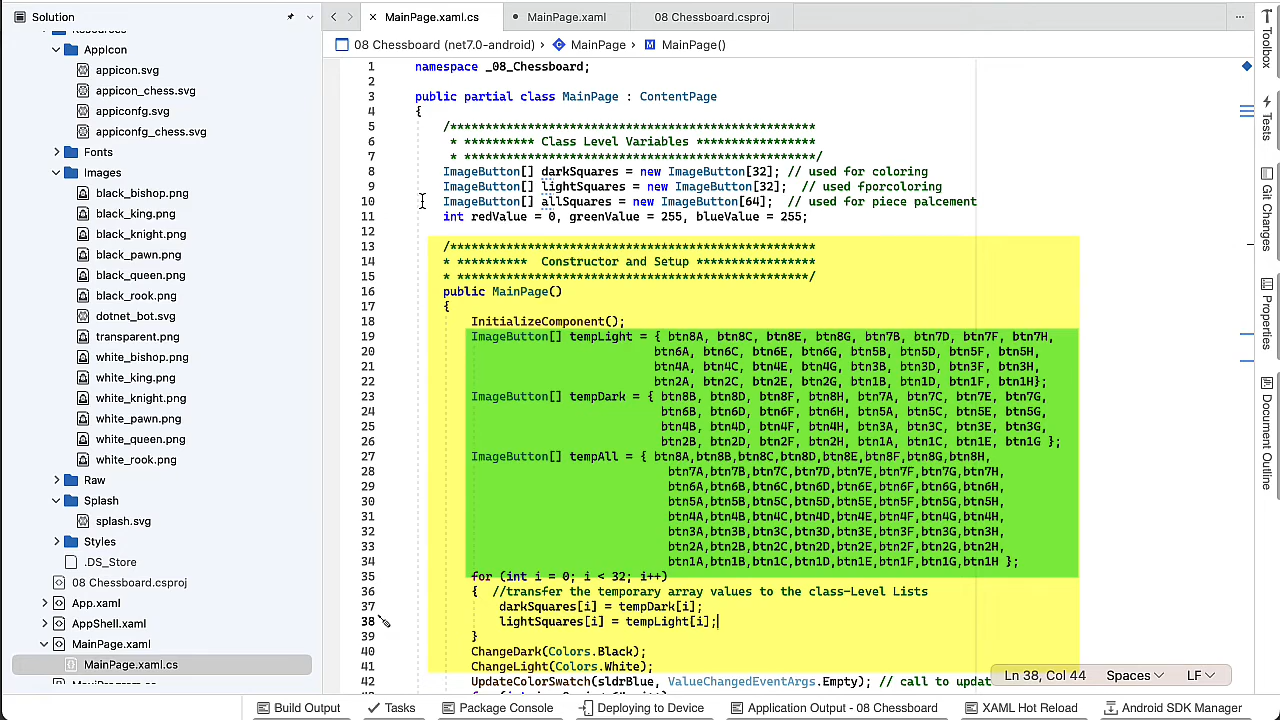 Solution
MainPage.xaml.cs
MainPage.xaml
08 Chessboard.csproj
08 Chessboard (net7.0-android) › MainPage › MainPage()
Resources
AppIcon
appicon.svg
appicon_chess.svg
appiconfg.svg
appiconfg_chess.svg
Fonts
Images
black_bishop.png
black_king.png
black_knight.png
black_pawn.png
black_queen.png
black_rook.png
dotnet_bot.svg
transparent.png
white_bishop.png
white_king.png
white_knight.png
white_pawn.png
white_queen.png
white_rook.png
Raw
Splash
splash.svg
Styles
.DS_Store
08 Chessboard.csproj
App.xaml
AppShell.xaml
MainPage.xaml
MainPage.xaml.cs
MauiProgram.cs
1 namespace _08_Chessboard;
2
3 public partial class MainPage : ContentPage
4 {
5 /****************************************************
6 * ********** Class Level Variables *****************
7 * **************************************************/
8 ImageButton[] darkSquares = new ImageButton[32]; // used for coloring
9 ImageButton[] lightSquares = new ImageButton[32]; // used fporcoloring
10 ImageButton[] allSquares = new ImageButton[64]; // used for piece palcement
11 int redValue = 0, greenValue = 255, blueValue = 255;
12
13 /****************************************************
14 * ********** Constructor and Setup *****************
15 * **************************************************/
16 public MainPage()
17 {
18 InitializeComponent();
19 ImageButton[] tempLight = { btn8A, btn8C, btn8E, btn8G, btn7B, btn7D, btn7F, btn7H,
20 btn6A, btn6C, btn6E, btn6G, btn5B, btn5D, btn5F, btn5H,
21 btn4A, btn4C, btn4E, btn4G, btn3B, btn3D, btn3F, btn3H,
22 btn2A, btn2C, btn2E, btn2G, btn1B, btn1D, btn1F, btn1H};
23 ImageButton[] tempDark = { btn8B, btn8D, btn8F, btn8H, btn7A, btn7C, btn7E, btn7G,
24 btn6B, btn6D, btn6F, btn6H, btn5A, btn5C, btn5E, btn5G,
25 btn4B, btn4D, btn4F, btn4H, btn3A, btn3C, btn3E, btn3G,
26 btn2B, btn2D, btn2F, btn2H, btn1A, btn1C, btn1E, btn1G };
27 ImageButton[] tempAll = { btn8A,btn8B,btn8C,btn8D,btn8E,btn8F,btn8G,btn8H,
28 btn7A,btn7B,btn7C,btn7D,btn7E,btn7F,btn7G,btn7H,
29 btn6A,btn6B,btn6C,btn6D,btn6E,btn6F,btn6G,btn6H,
30 btn5A,btn5B,btn5C,btn5D,btn5E,btn5F,btn5G,btn5H,
31 btn4A,btn4B,btn4C,btn4D,btn4E,btn4F,btn4G,btn4H,
32 btn3A,btn3B,btn3C,btn3D,btn3E,btn3F,btn3G,btn3H,
33 btn2A,btn2B,btn2C,btn2D,btn2E,btn2F,btn2G,btn2H,
34 btn1A,btn1B,btn1C,btn1D,btn1E,btn1F,btn1G,btn1H };
35 for (int i = 0; i < 32; i++)
36 { //transfer the temporary array values to the class-Level Lists
37 darkSquares[i] = tempDark[i];
38 lightSquares[i] = tempLight[i];
39 }
40 ChangeDark(Colors.Black);
41 ChangeLight(Colors.White);
42 UpdateColorSwatch(sldrBlue, ValueChangedEventArgs.Empty); // call to updat
Ln 38, Col 44 Spaces LF
Toolbox
Tests
Git Changes
Properties
Document Outline
Build Output
Tasks
Package Console
Deploying to Device
Application Output - 08 Chessboard
XAML Hot Reload
Android SDK Manager